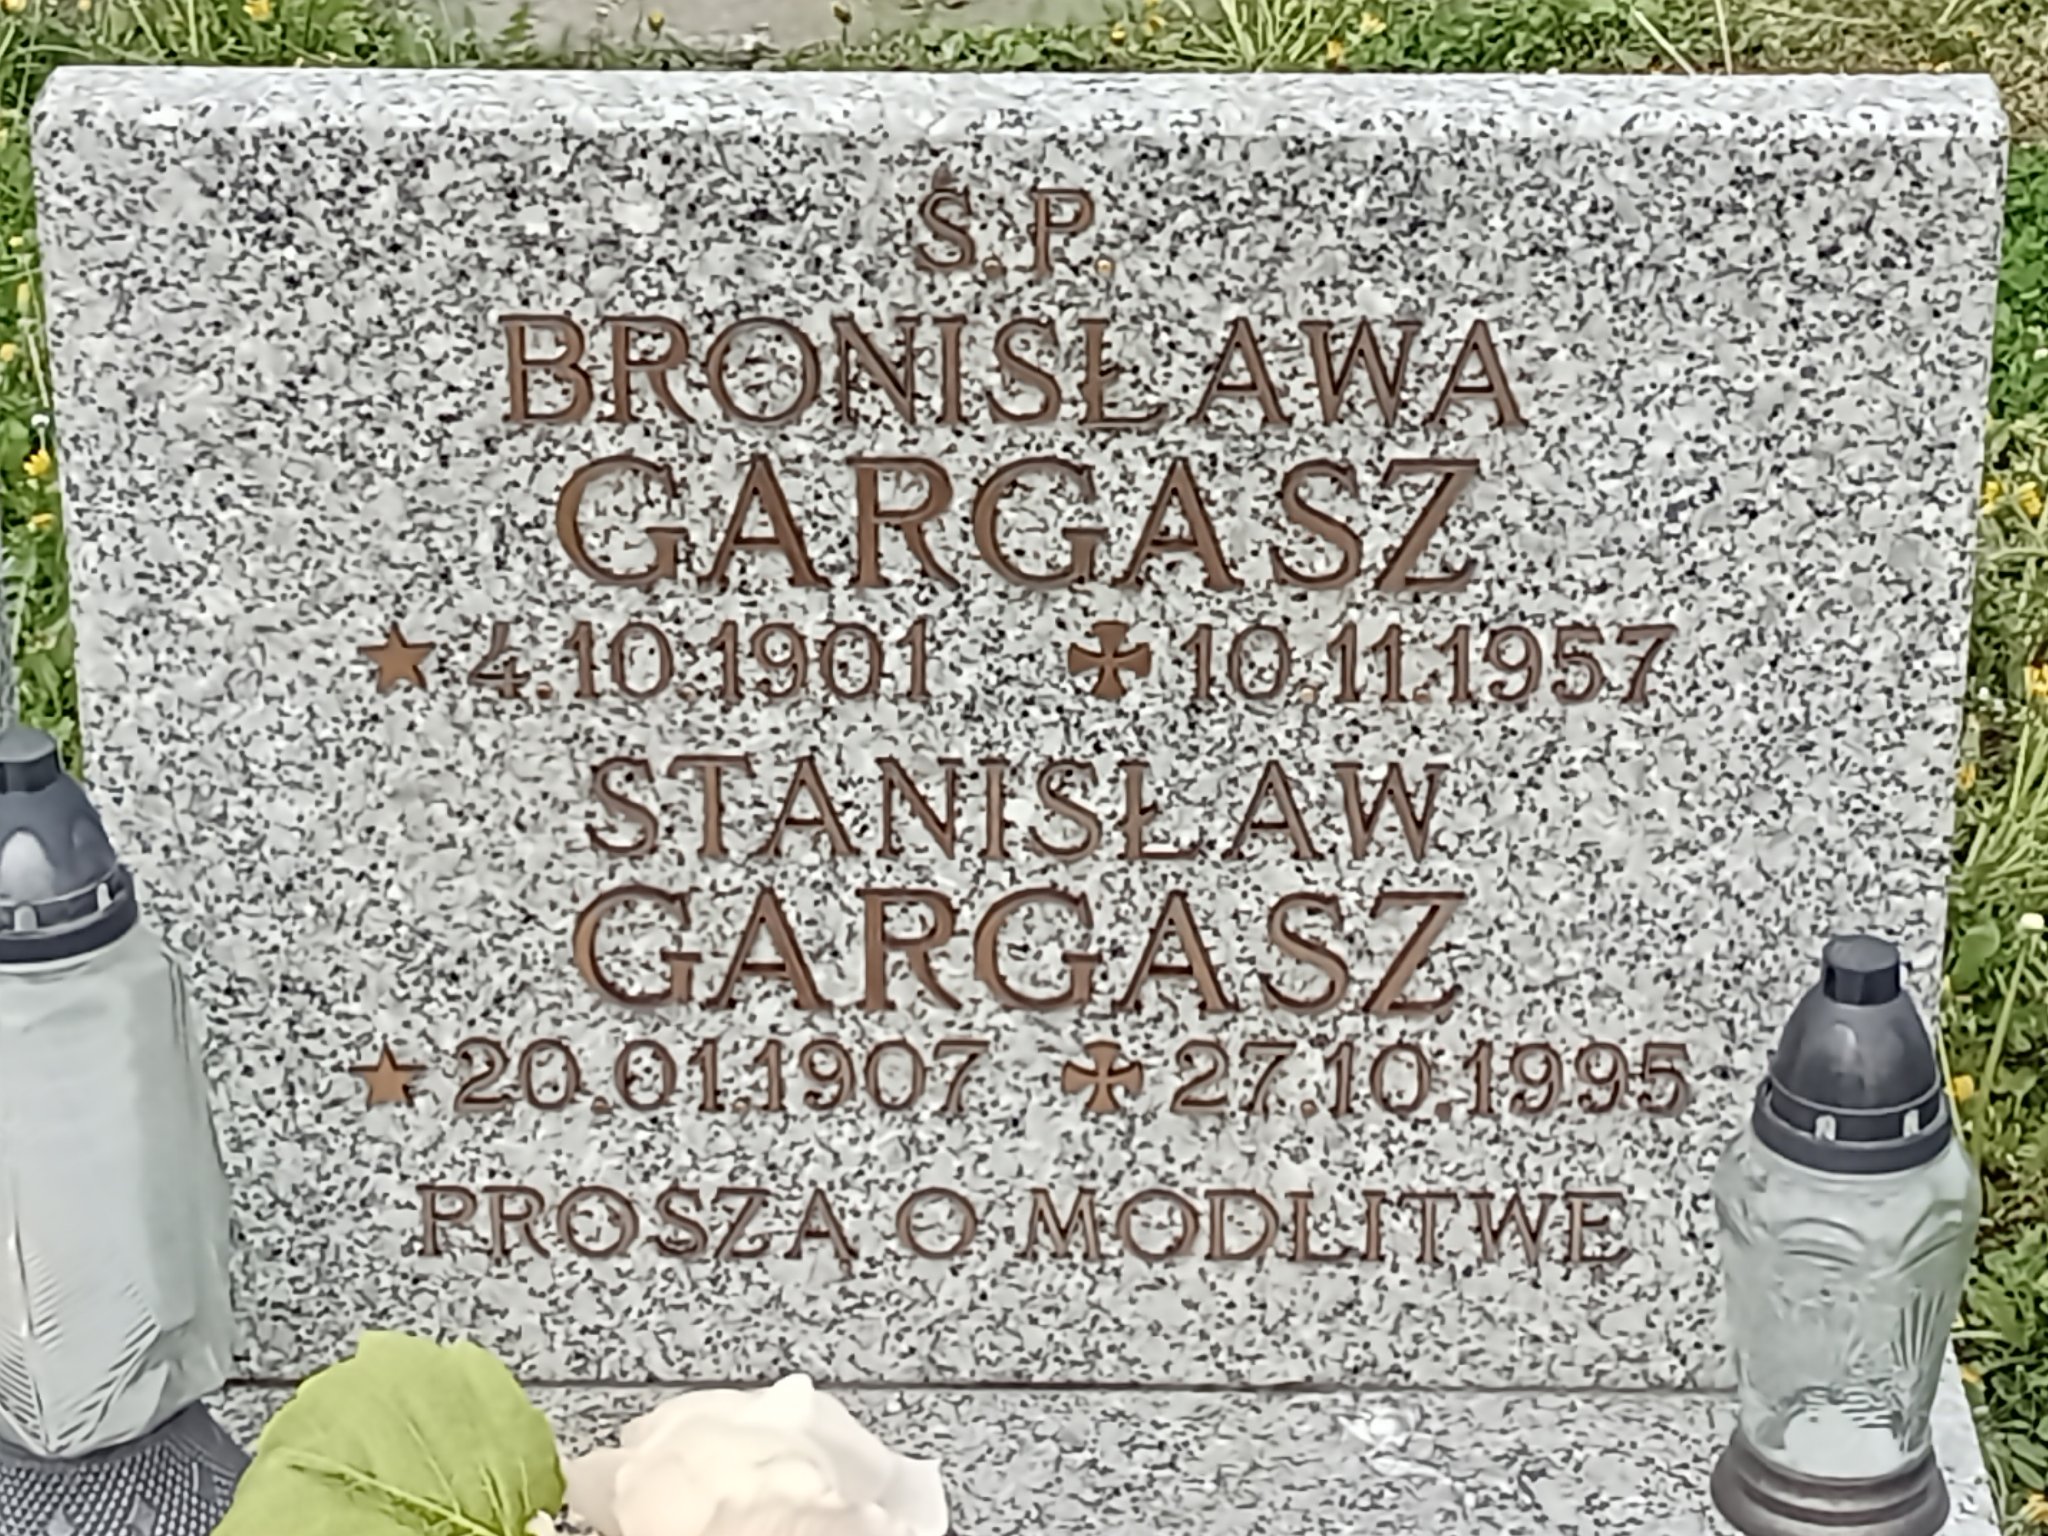 Ś.P.
BRONISŁAWA
GARGASZ
★ 4.10.1901 ✠ 10.11.1957
STANISŁAW
GARGASZ
★ 20.01.1907 ✠ 27.10.1995
PROSZĄ O MODLITWĘ